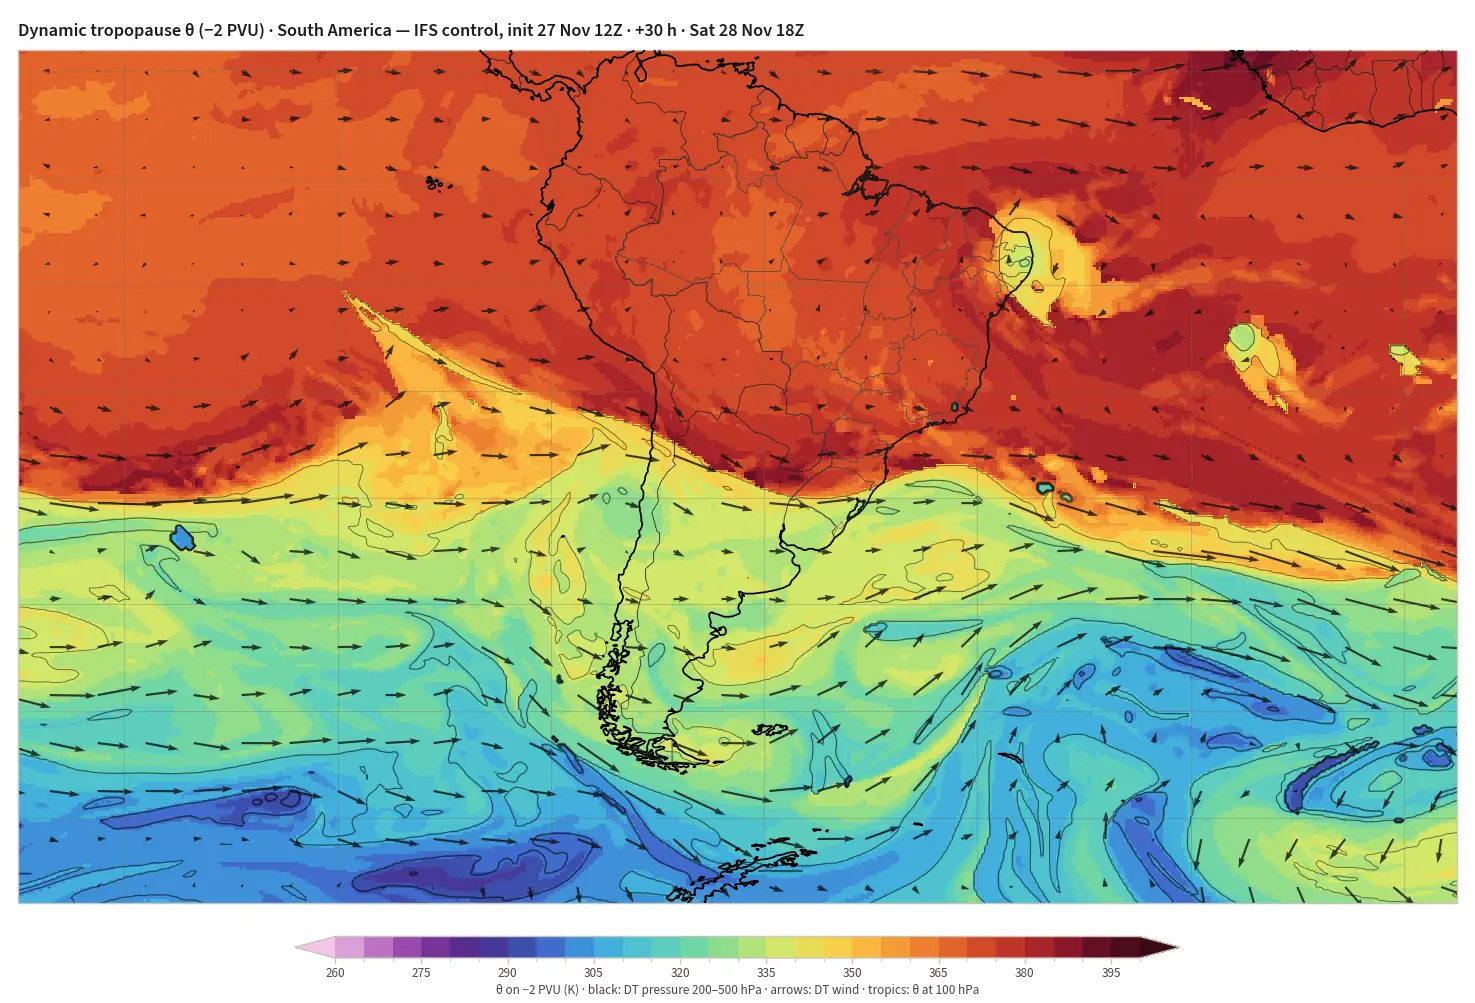 Dynamic tropopause θ (−2 PVU) · South America — IFS control, init 27 Nov 12Z · +30 h · Sat 28 Nov 18Z
260 275 290 305 320 335 350 365 380 395
θ on −2 PVU (K) · black: DT pressure 200–500 hPa · arrows: DT wind · tropics: θ at 100 hPa